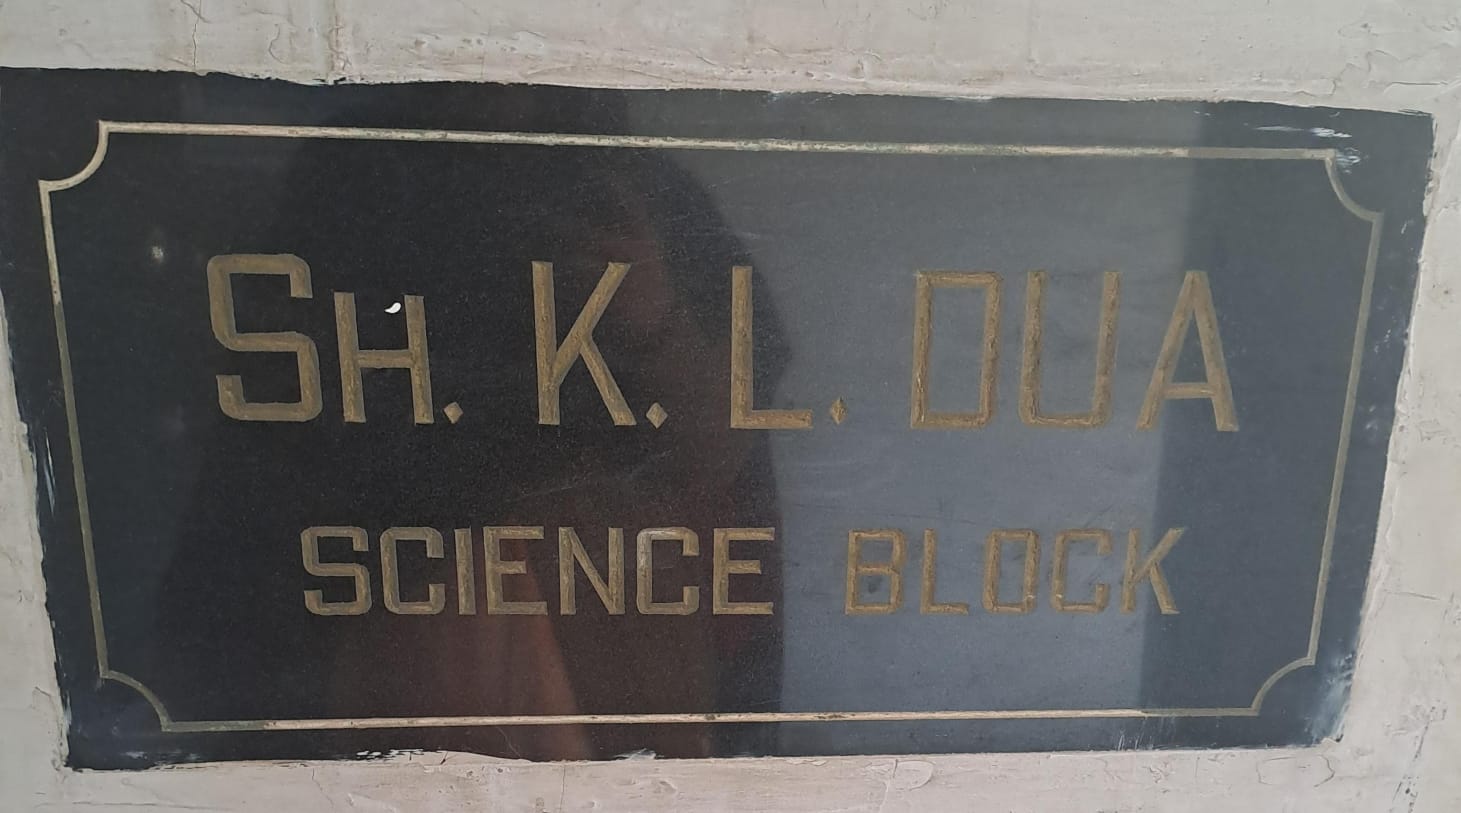 SH. K. L. DUA
SCIENCE BLOCK